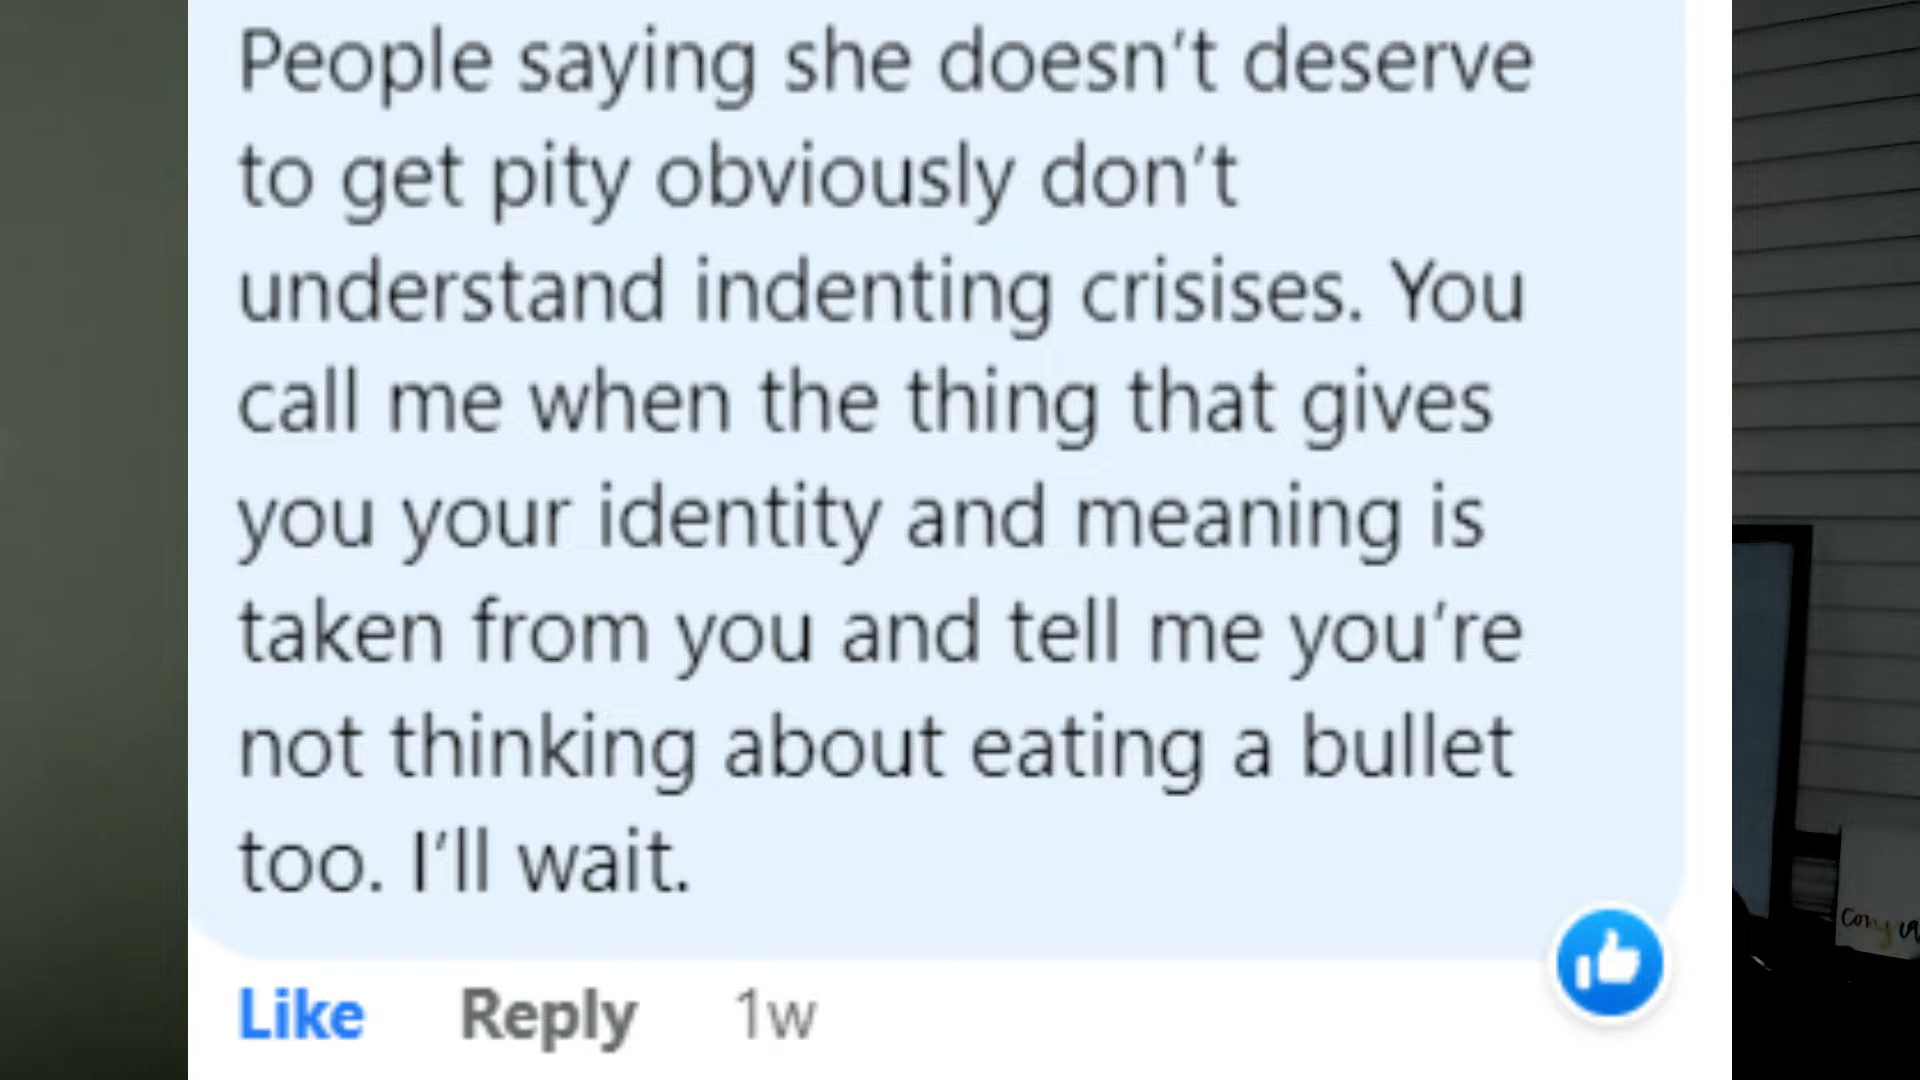 People saying she doesn't deserve
to get pity obviously don't
understand indenting crisises. You
call me when the thing that gives
you your identity and meaning is
taken from you and tell me you're
not thinking about eating a bullet
too. I'll wait.
Like Reply 1w